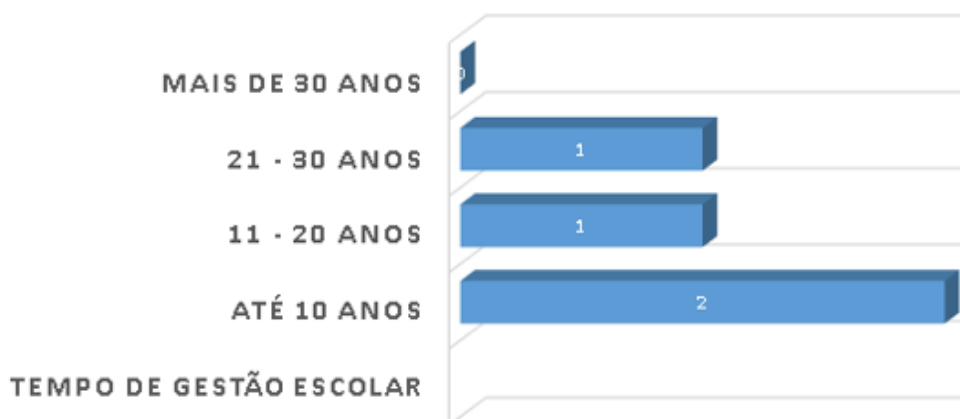 MAIS DE 30 ANOS
0
21 - 30 ANOS
1
11 - 20 ANOS
1
ATÉ 10 ANOS
2
TEMPO DE GESTÃO ESCOLAR